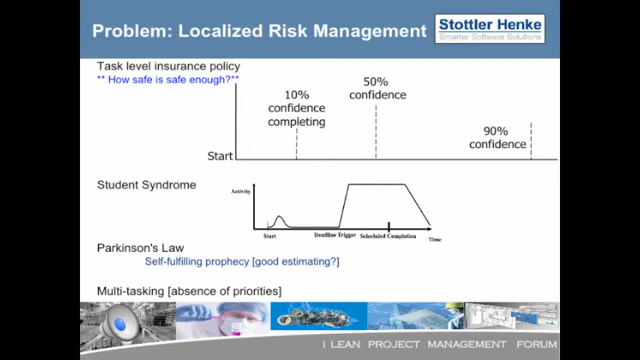 Problem: Localized Risk Management
Stottler Henke
Smarter Software Solutions
Task level insurance policy
** How safe is safe enough?**
10%
confidence
completing
50%
confidence
90%
confidence
Start
Student Syndrome
Activity
Start
Deadline Trigger
Scheduled Completion
Time
Parkinson's Law
Self-fulfilling prophecy [good estimating?]
Multi-tasking [absence of priorities]
I LEAN PROJECT MANAGEMENT FORUM